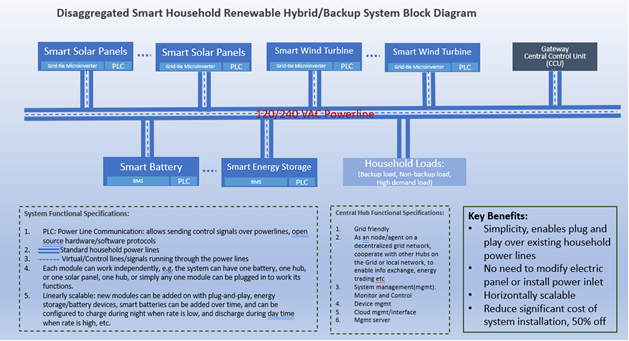 Disaggregated Smart Household Renewable Hybrid/Backup System Block Diagram
Smart Solar Panels
Grid-tie Microinverter PLC
Smart Solar Panels
Grid-tie Microinverter PLC
Smart Wind Turbine
Grid-tie Microinverter PLC
Smart Wind Turbine
Grid-tie Microinverter PLC
Gateway
Central Control Unit
(CCU)
120/240 VAC Powerline
Smart Battery
BMS PLC
Smart Energy Storage
BMS PLC
Household Loads:
(Backup load, Non-backup load,
High demand load)
System Functional Specifications:
1. PLC: Power Line Communication: allows sending control signals over powerlines, open
source hardware/software protocols
2. Standard household power lines
3. Virtual/Control lines/signals running through the power lines
4. Each module can work independently, e.g. the system can have one battery, one hub,
or one solar panel, one hub, or simply any one module can be plugged in to work its
functions.
5. Linearly scalable: new modules can be added on with plug-and-play, energy
storage/battery devices, smart batteries can be added over time, and can be
configured to charge during night when rate is low, and discharge during day time
when rate is high, etc.
Central Hub Functional Specifications:
1. Grid friendly
2. As an node/agent on a
decentralized grid network,
cooperate with other Hubs on
the Grid or local network, to
enable info exchange, energy
trading etc
3. System management(mgmt):
Monitor and Control
4. Device mgmt
5. Cloud mgmt/interface
6. Mgmt server
Key Benefits:
• Simplicity, enables plug and
play over existing household
power lines
• No need to modify electric
panel or install power inlet
• Horizontally scalable
• Reduce significant cost of
system installation, 50% off